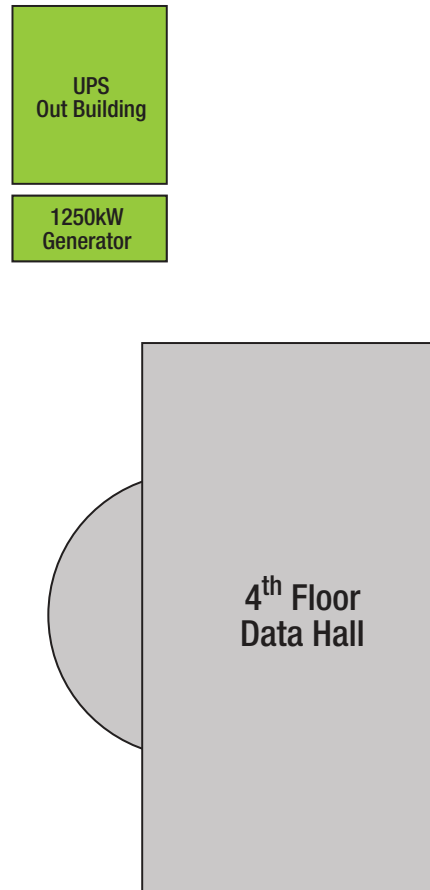 UPS
Out Building
1250kW
Generator
4th Floor
Data Hall